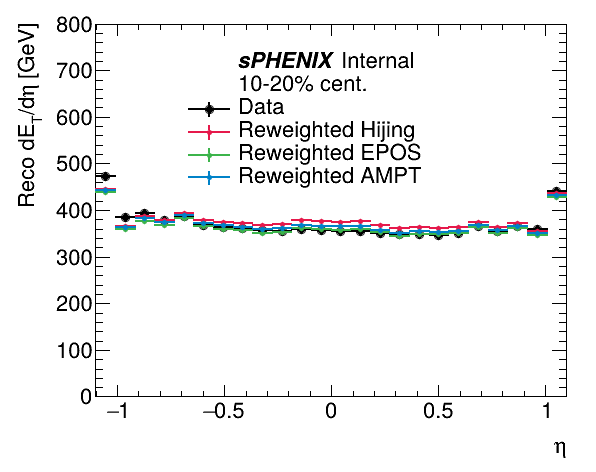 Reco dE_T/dη [GeV]
800
700
600
500
400
300
200
100
0
sPHENIX Internal
10-20% cent.
Data
Reweighted Hijing
Reweighted EPOS
Reweighted AMPT
−1 −0.5 0 0.5 1
η